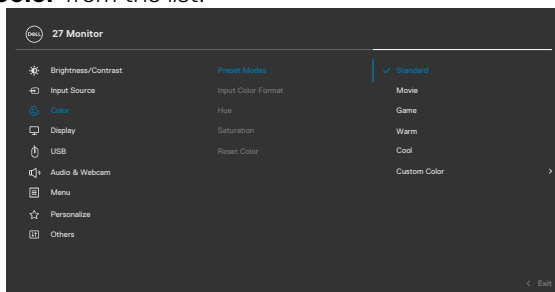 Color from the list.
DELL 27 Monitor
Brightness/Contrast Preset Modes Standard
Input Source Input Color Format Movie
Color Hue Game
Display Saturation Warm
USB Reset Color Cool
Audio & Webcam Custom Color
Menu
Personalize
Others
Exit